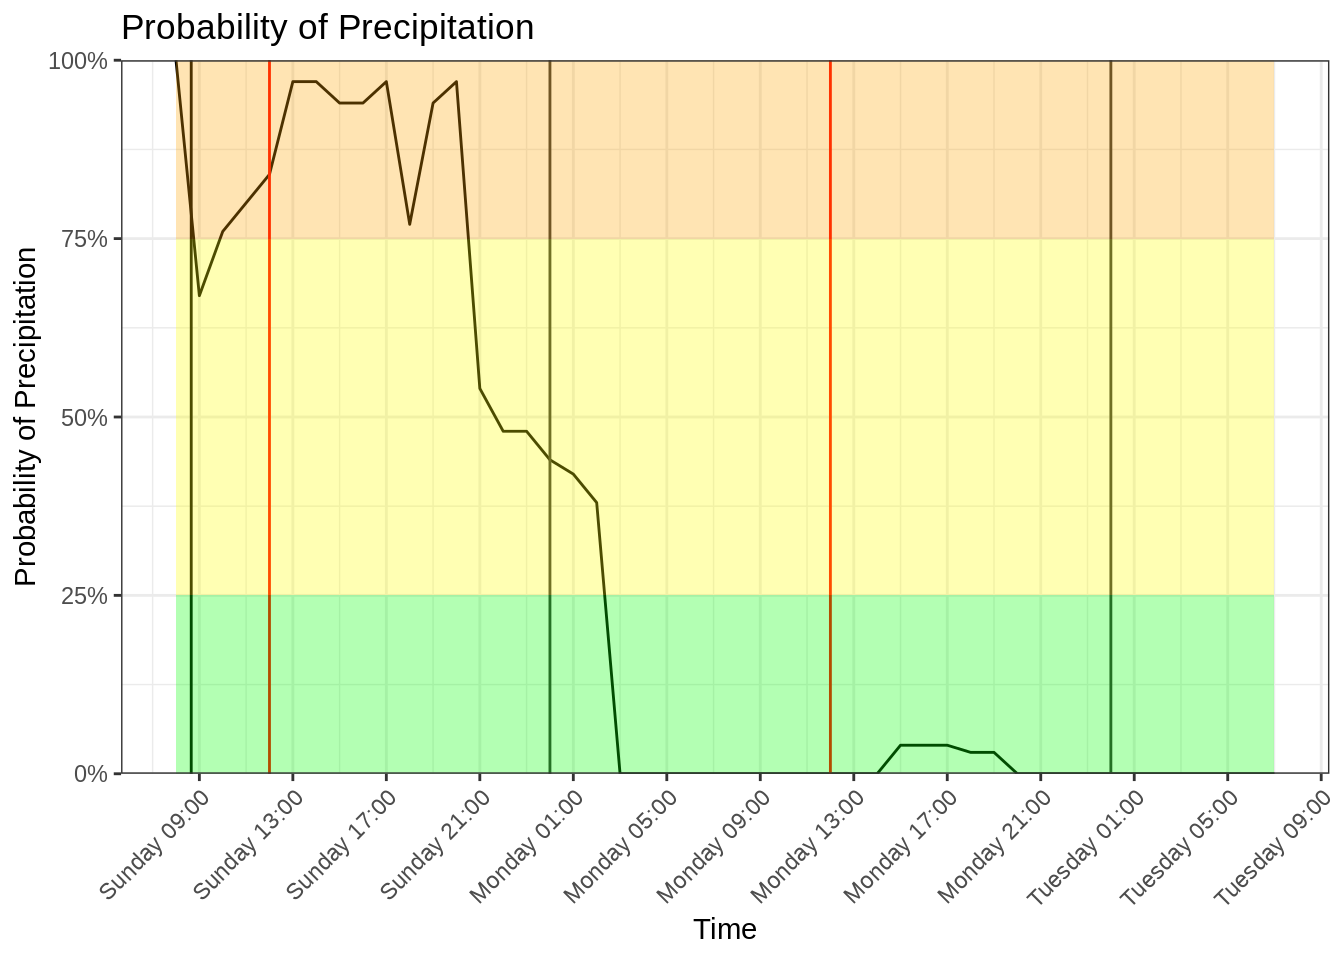 Probability of Precipitation
Probability of Precipitation
100%
75%
50%
25%
0%
Sunday 09:00
Sunday 13:00
Sunday 17:00
Sunday 21:00
Monday 01:00
Monday 05:00
Monday 09:00
Monday 13:00
Monday 17:00
Monday 21:00
Tuesday 01:00
Tuesday 05:00
Tuesday 09:00
Time